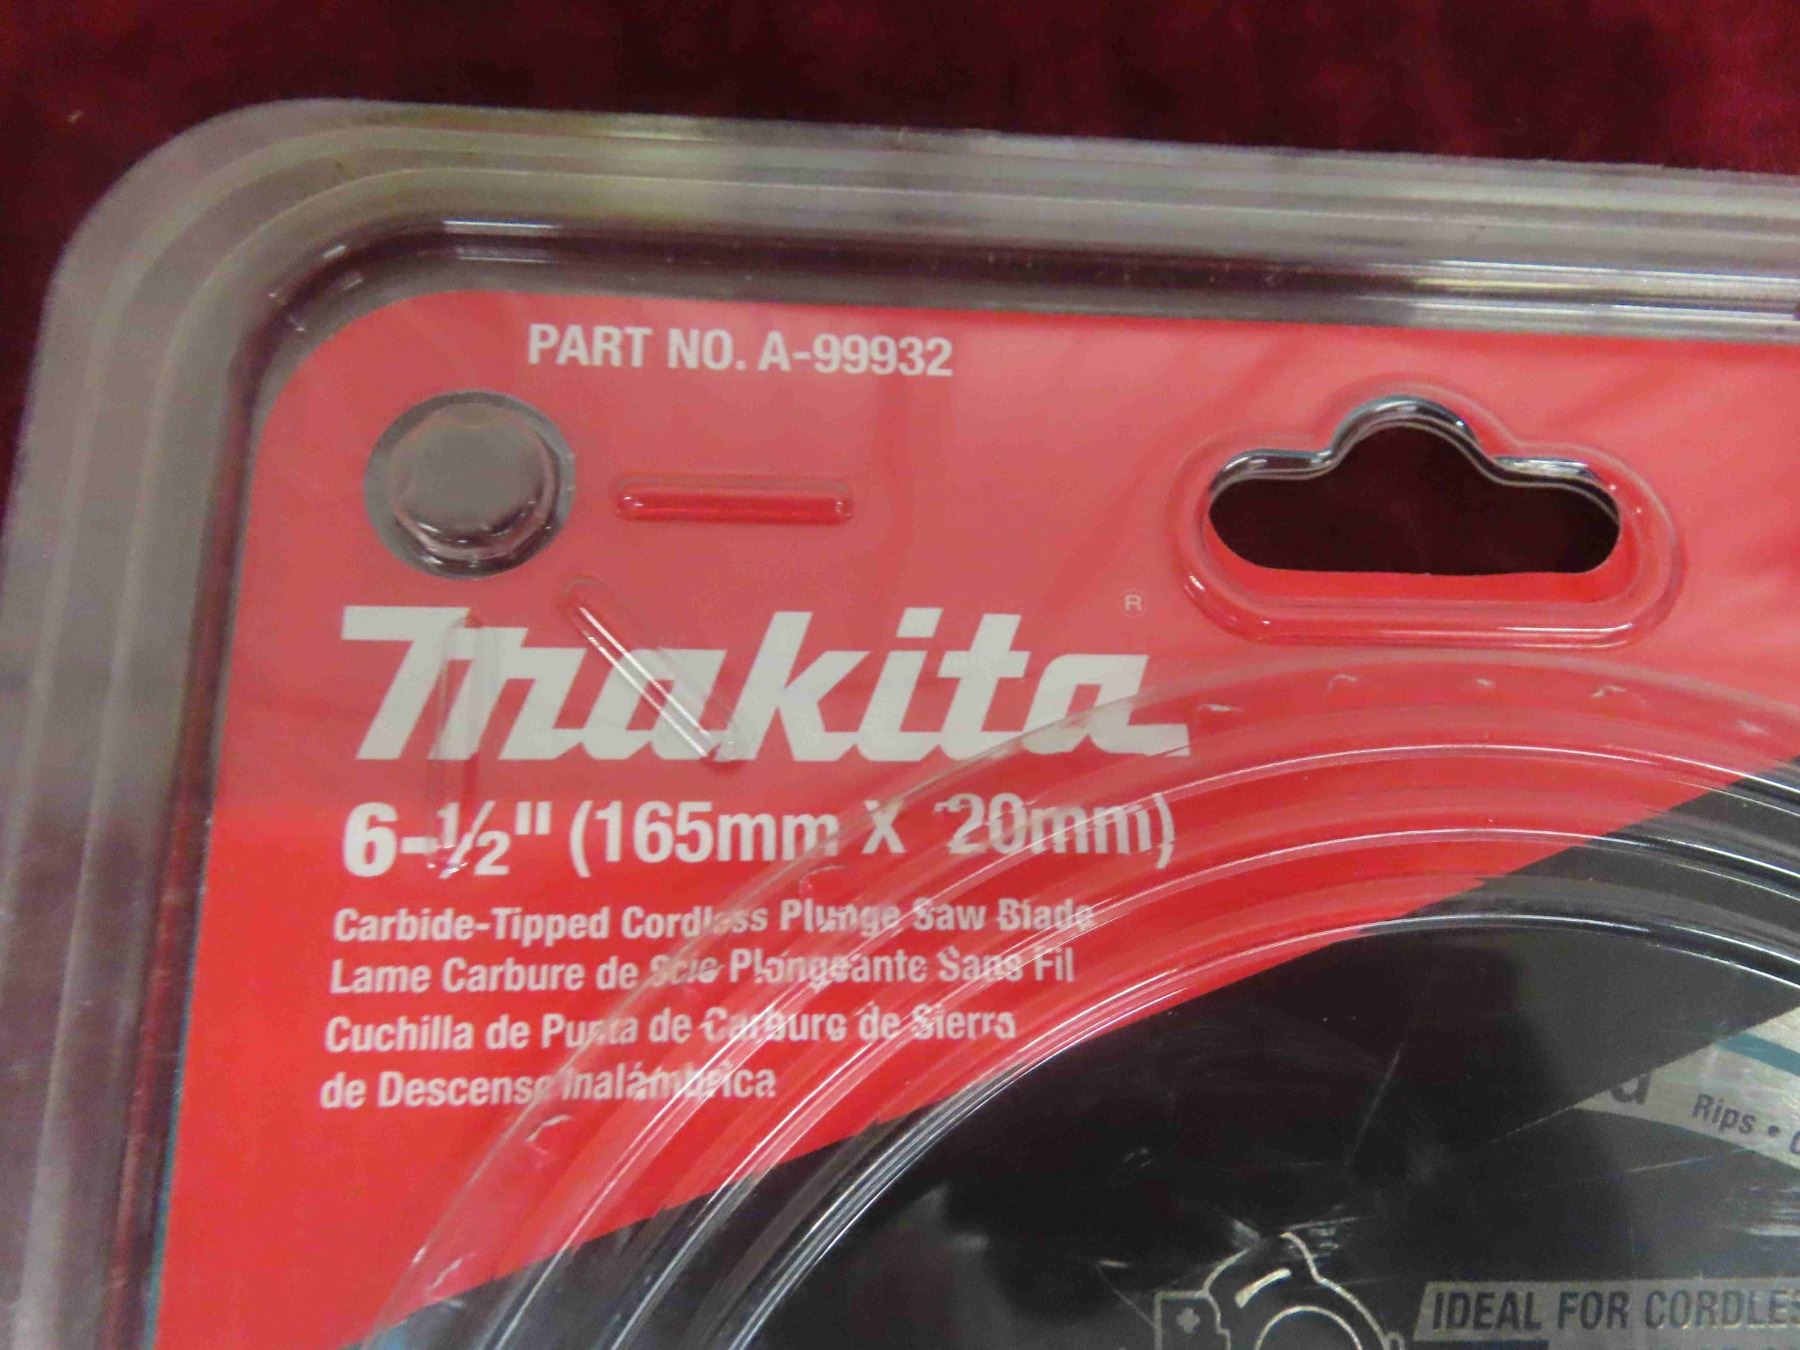 PART NO. A-99932
makita®
6-½" (165mm X 20mm)
Carbide-Tipped Cordless Plunge Saw Blade
Lame Carbure de Scie Plongeante Sans Fil
Cuchilla de Punta de Carburo de Sierra
de Descenso Inalámbrica
Rips •
IDEAL FOR